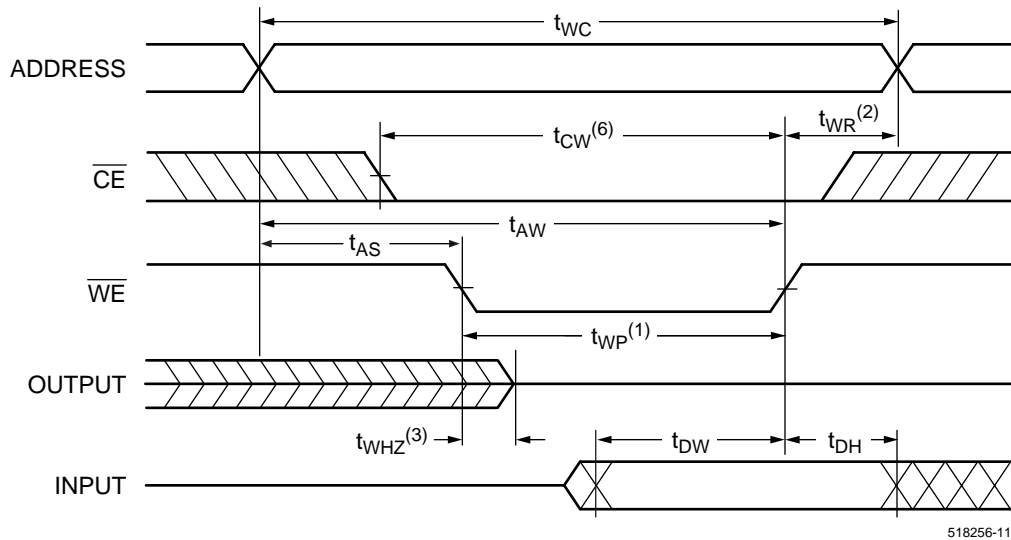 tWC
ADDRESS
tCW(6)
tWR(2)
CE
tAW
tAS
WE
tWP(1)
OUTPUT
tWHZ(3)
tDW
tDH
INPUT
518256-11